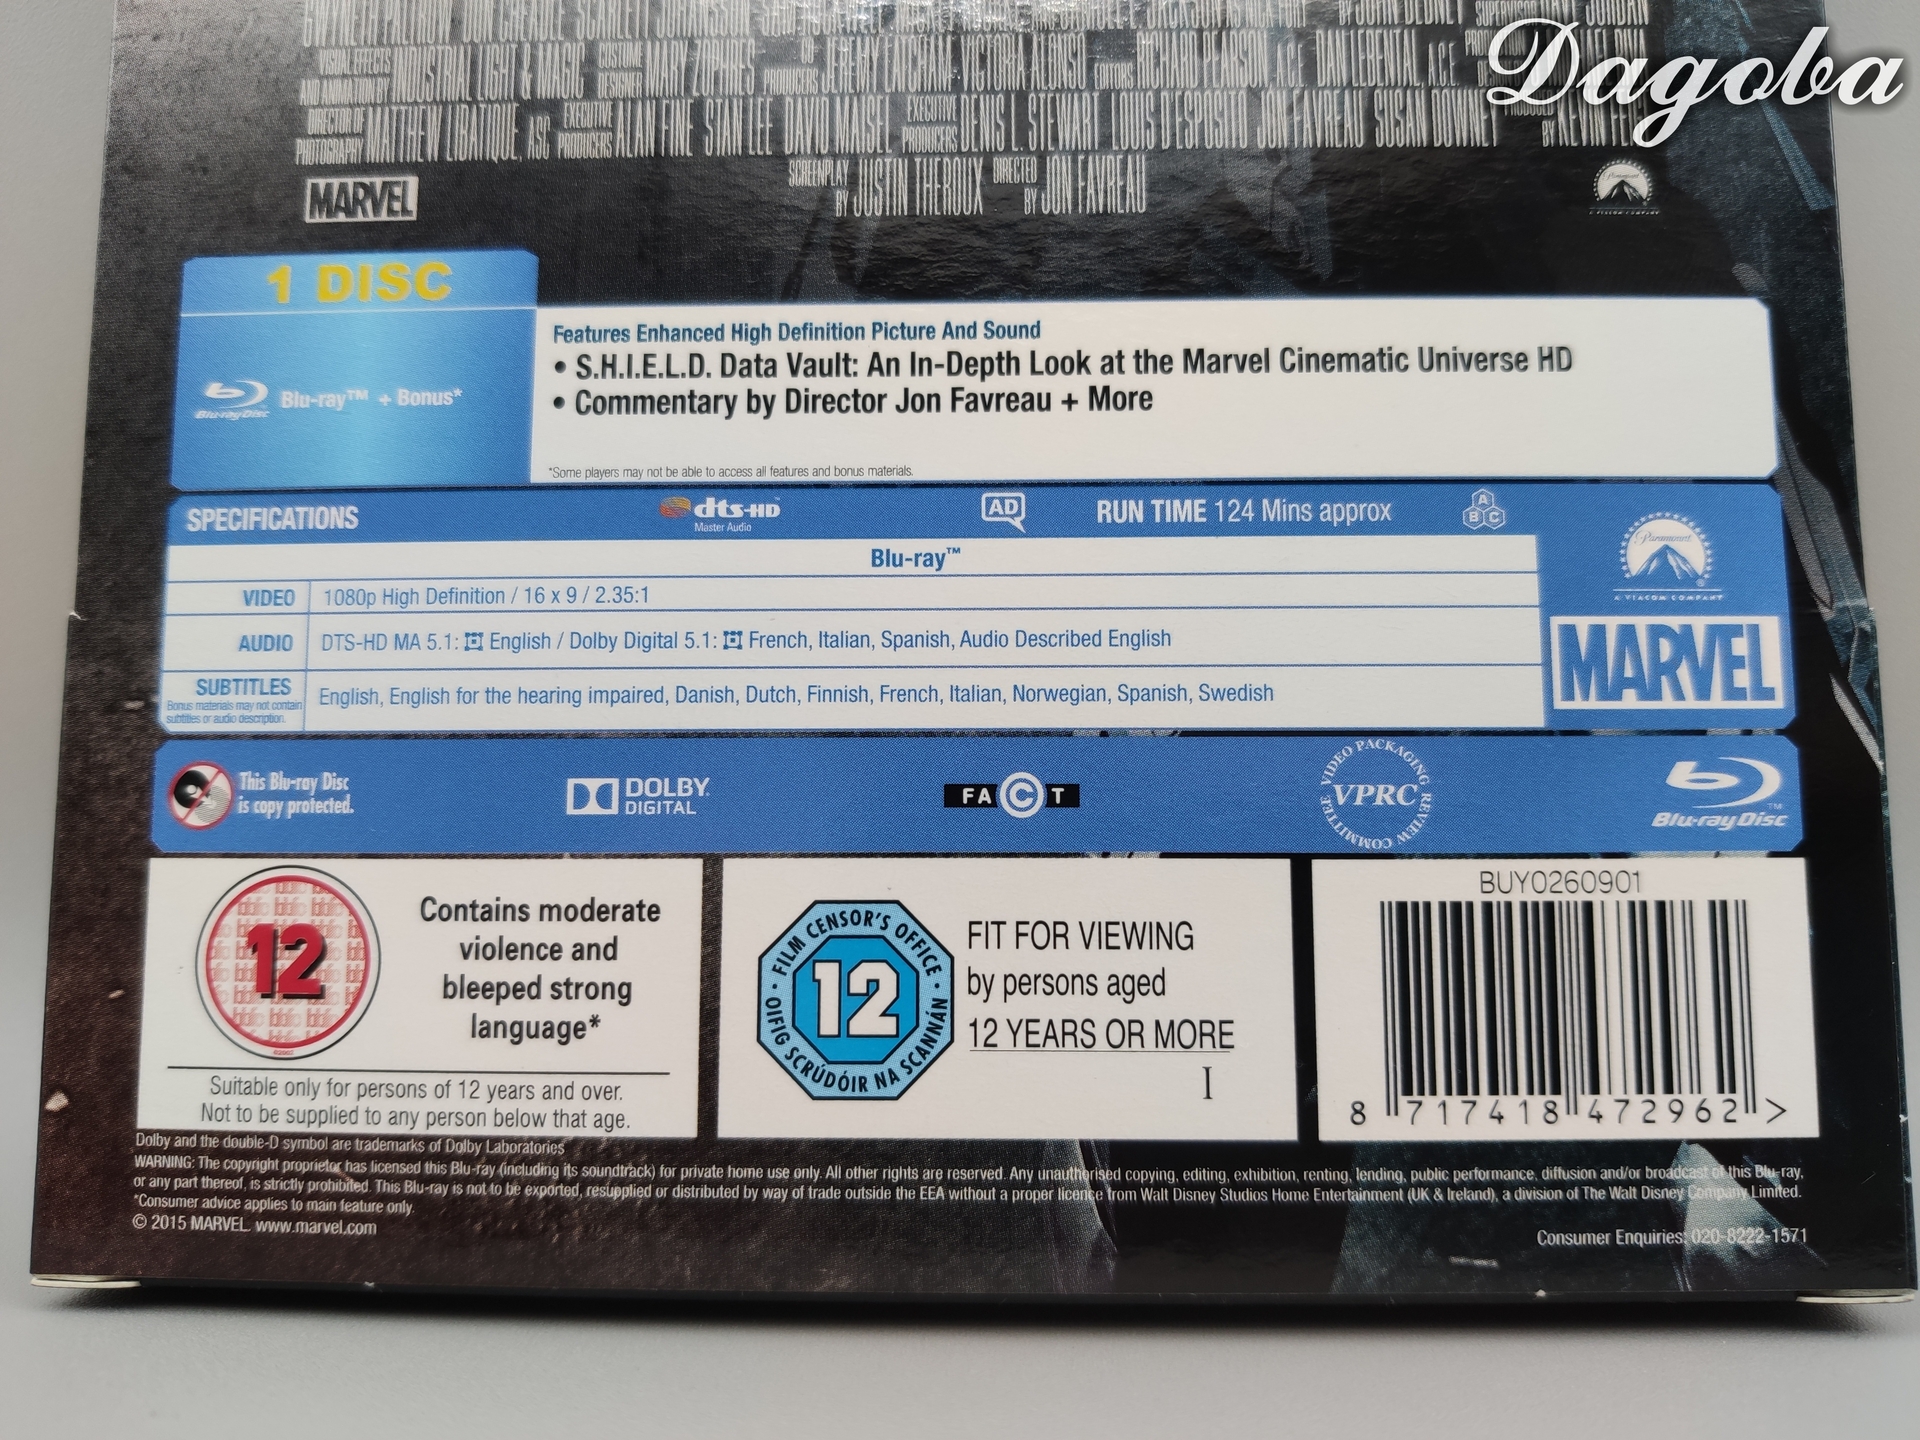 Dagoba
VISUAL EFFECTS AND ANIMATION BY INDUSTRIAL LIGHT & MAGIC COSTUME DESIGNER MARY ZOPHRES
DAN LEBENTAL, A.C.E.
DIRECTOR OF PHOTOGRAPHY MATTHEW LIBATIQUE, ASC EXECUTIVE PRODUCERS ALAN FINE STAN LEE DAVID MAISEL EXECUTIVE PRODUCERS DENIS L. STEWART LOUIS D'ESPOSITO JON FAVREAU SUSAN DOWNEY PRODUCED BY
SCREENPLAY BY JUSTIN THEROUX DIRECTED BY JON FAVREAU
MARVEL
Paramount
1 DISC
Blu-ray Disc
Blu-ray™ + Bonus*
Features Enhanced High Definition Picture And Sound
• S.H.I.E.L.D. Data Vault: An In-Depth Look at the Marvel Cinematic Universe HD
• Commentary by Director Jon Favreau + More
*Some players may not be able to access all features and bonus materials.
SPECIFICATIONS
dts-HD
Master Audio
AD
RUN TIME 124 Mins approx
A B C
Blu-ray™
VIDEO 1080p High Definition / 16 x 9 / 2.35:1
AUDIO DTS-HD MA 5.1: English / Dolby Digital 5.1: French, Italian, Spanish, Audio Described English
SUBTITLES English, English for the hearing impaired, Danish, Dutch, Finnish, French, Italian, Norwegian, Spanish, Swedish
Bonus materials may not contain
subtitles or audio description.
Paramount
A VIACOM COMPANY
MARVEL
This Blu-ray Disc
is copy protected.
DOLBY
DIGITAL
FA C T
VIDEO PACKAGING REVIEW COMMITTEE
VPRC
Blu-ray Disc™
12
Contains moderate
violence and
bleeped strong
language*
Suitable only for persons of 12 years and over.
Not to be supplied to any person below that age.
· FILM CENSOR'S OFFICE · OIFIG SCRÚDÓIR NA SCANNÁN
12
FIT FOR VIEWING
by persons aged
12 YEARS OR MORE
I
BUY0260901
8 717418 472962 >
Dolby and the double-D symbol are trademarks of Dolby Laboratories
WARNING: The copyright proprietor has licensed this Blu-ray (including its soundtrack) for private home use only. All other rights are reserved. Any unauthorised copying, editing, exhibition, renting, lending, public performance, diffusion and/or broadcast of this Blu-ray,
or any part thereof, is strictly prohibited. This Blu-ray is not to be exported, resupplied or distributed by way of trade outside the EEA without a proper licence from Walt Disney Studios Home Entertainment (UK & Ireland), a division of The Walt Disney Company Limited.
*Consumer advice applies to main feature only.
© 2015 MARVEL. www.marvel.com
Consumer Enquiries: 020-8222-1571